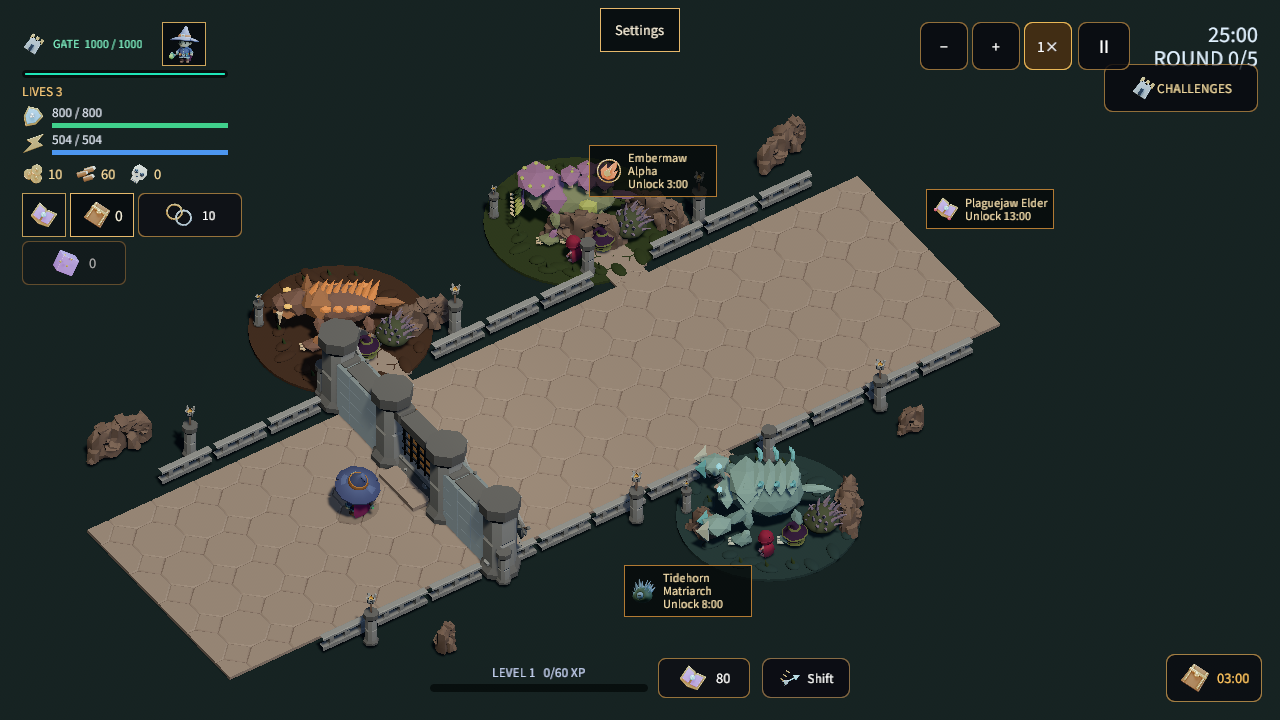 GATE 1000 / 1000
Settings
−
+
1×
25:00
ROUND 0/5
CHALLENGES
LIVES 3
800 / 800
504 / 504
10
60
0
0
10
0
Embermaw
Alpha
Unlock 3:00
Plaguejaw Elder
Unlock 13:00
Tidehorn
Matriarch
Unlock 8:00
LEVEL 1 0/60 XP
80
Shift
03:00